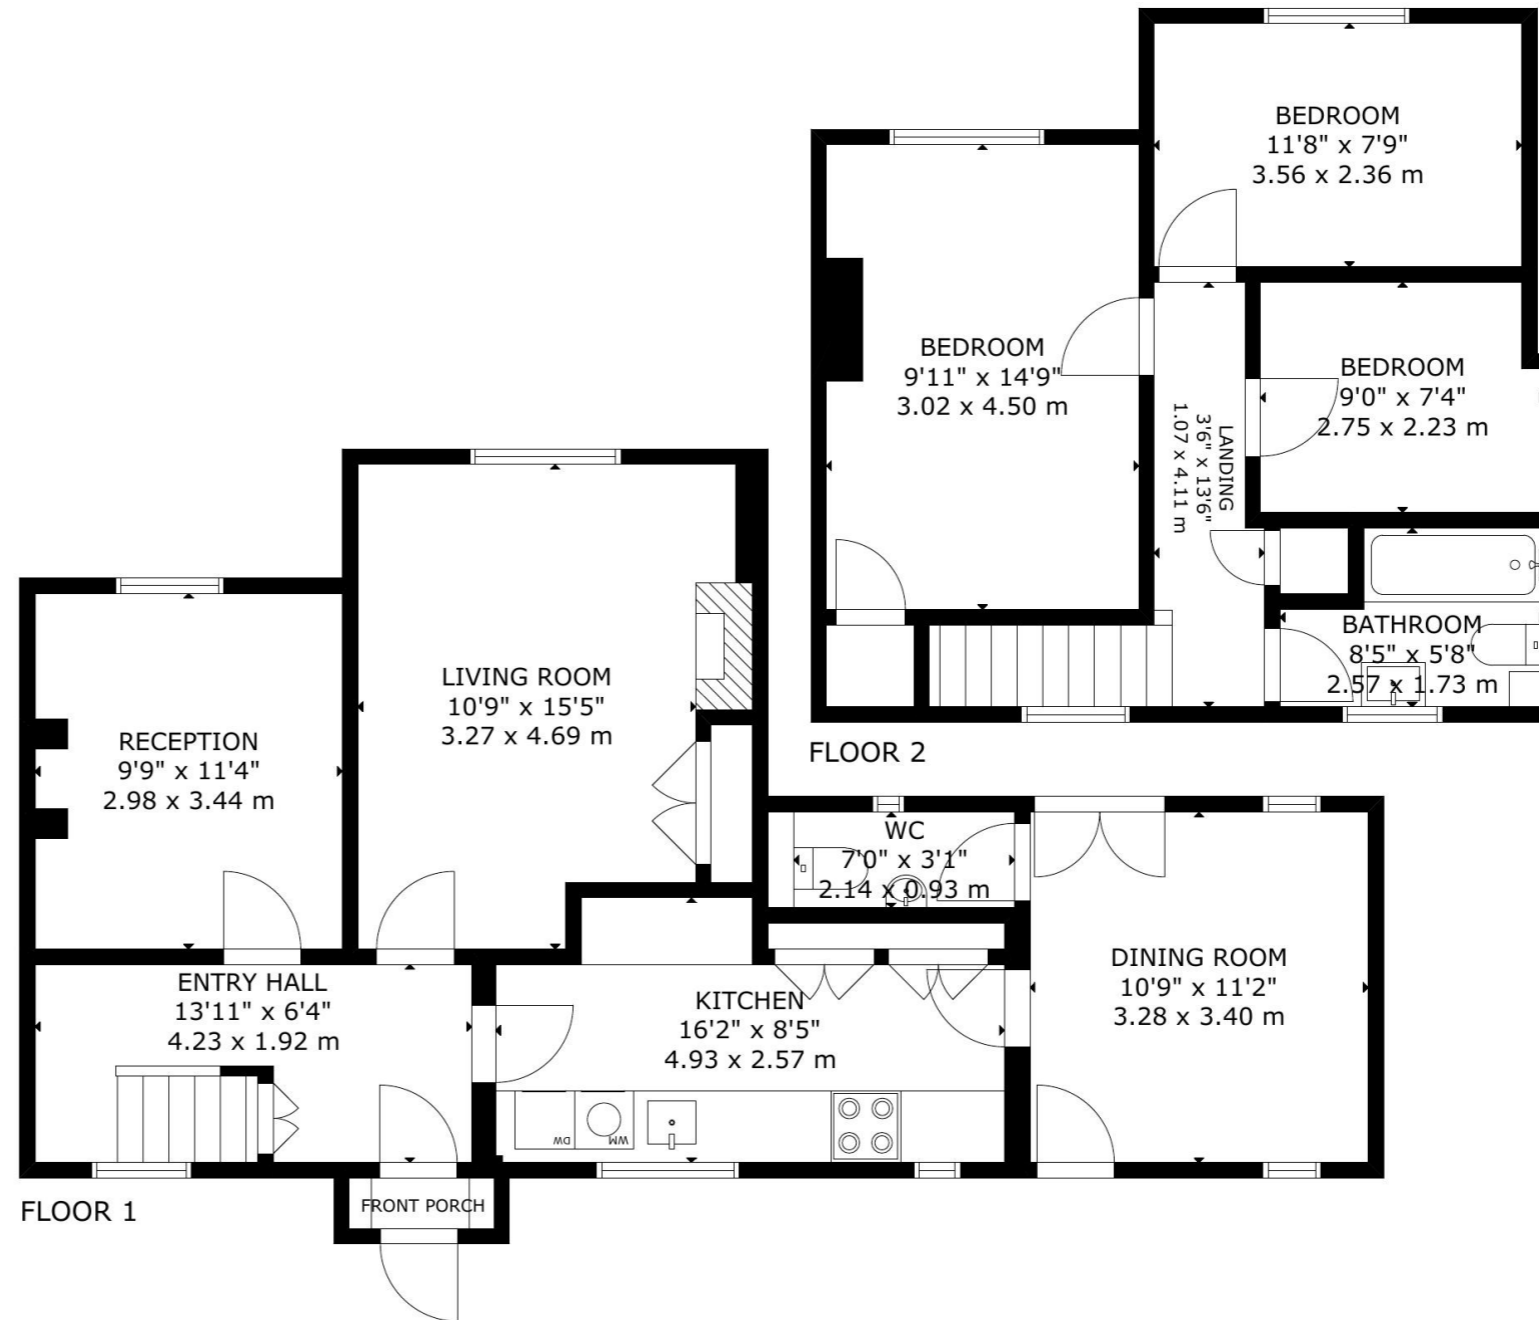 BEDROOM
11'8" x 7'9"
3.56 x 2.36 m
BEDROOM
9'11" x 14'9"
3.02 x 4.50 m
BEDROOM
9'0" x 7'4"
2.75 x 2.23 m
LANDING
3'6" x 13'6"
1.07 x 4.11 m
BATHROOM
8'5" x 5'8"
2.57 x 1.73 m
FLOOR 2
LIVING ROOM
10'9" x 15'5"
3.27 x 4.69 m
RECEPTION
9'9" x 11'4"
2.98 x 3.44 m
WC
7'0" x 3'1"
2.14 x 0.93 m
DINING ROOM
10'9" x 11'2"
3.28 x 3.40 m
ENTRY HALL
13'11" x 6'4"
4.23 x 1.92 m
KITCHEN
16'2" x 8'5"
4.93 x 2.57 m
DW
WM
FRONT PORCH
FLOOR 1